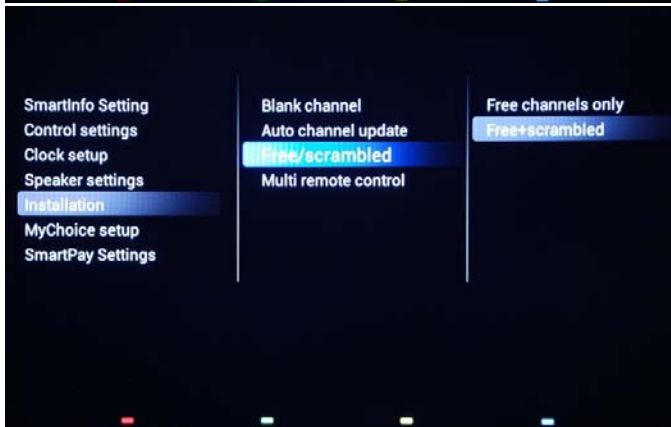 SmartInfo Setting
Control settings
Clock setup
Speaker settings
Installation
MyChoice setup
SmartPay Settings
Blank channel
Auto channel update
Free/scrambled
Multi remote control
Free channels only
Free+scrambled